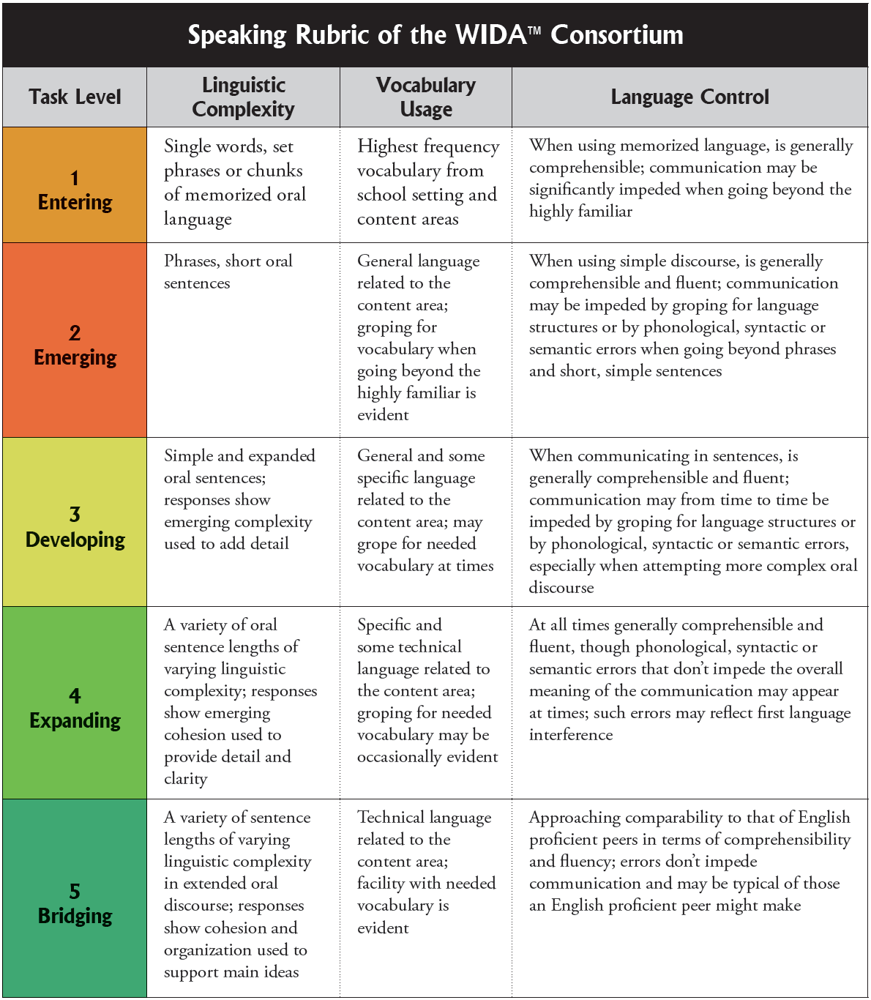 Speaking Rubric of the WIDA™ Consortium
Task Level
Linguistic
Complexity
Vocabulary
Usage
Language Control
1
Entering
Single words, set
phrases or chunks
of memorized oral
language
Highest frequency
vocabulary from
school setting and
content areas
When using memorized language, is generally
comprehensible; communication may be
significantly impeded when going beyond the
highly familiar
2
Emerging
Phrases, short oral
sentences
General language
related to the
content area;
groping for
vocabulary when
going beyond the
highly familiar is
evident
When using simple discourse, is generally
comprehensible and fluent; communication
may be impeded by groping for language
structures or by phonological, syntactic or
semantic errors when going beyond phrases
and short, simple sentences
3
Developing
Simple and expanded
oral sentences;
responses show
emerging complexity
used to add detail
General and some
specific language
related to the
content area; may
grope for needed
vocabulary at times
When communicating in sentences, is
generally comprehensible and fluent;
communication may from time to time be
impeded by groping for language structures or
by phonological, syntactic or semantic errors,
especially when attempting more complex oral
discourse
4
Expanding
A variety of oral
sentence lengths of
varying linguistic
complexity; responses
show emerging
cohesion used to
provide detail and
clarity
Specific and
some technical
language related to
the content area;
groping for needed
vocabulary may be
occasionally evident
At all times generally comprehensible and
fluent, though phonological, syntactic or
semantic errors that don’t impede the overall
meaning of the communication may appear
at times; such errors may reflect first language
interference
5
Bridging
A variety of sentence
lengths of varying
linguistic complexity
in extended oral
discourse; responses
show cohesion and
organization used to
support main ideas
Technical language
related to the
content area;
facility with needed
vocabulary is
evident
Approaching comparability to that of English
proficient peers in terms of comprehensibility
and fluency; errors don’t impede
communication and may be typical of those
an English proficient peer might make